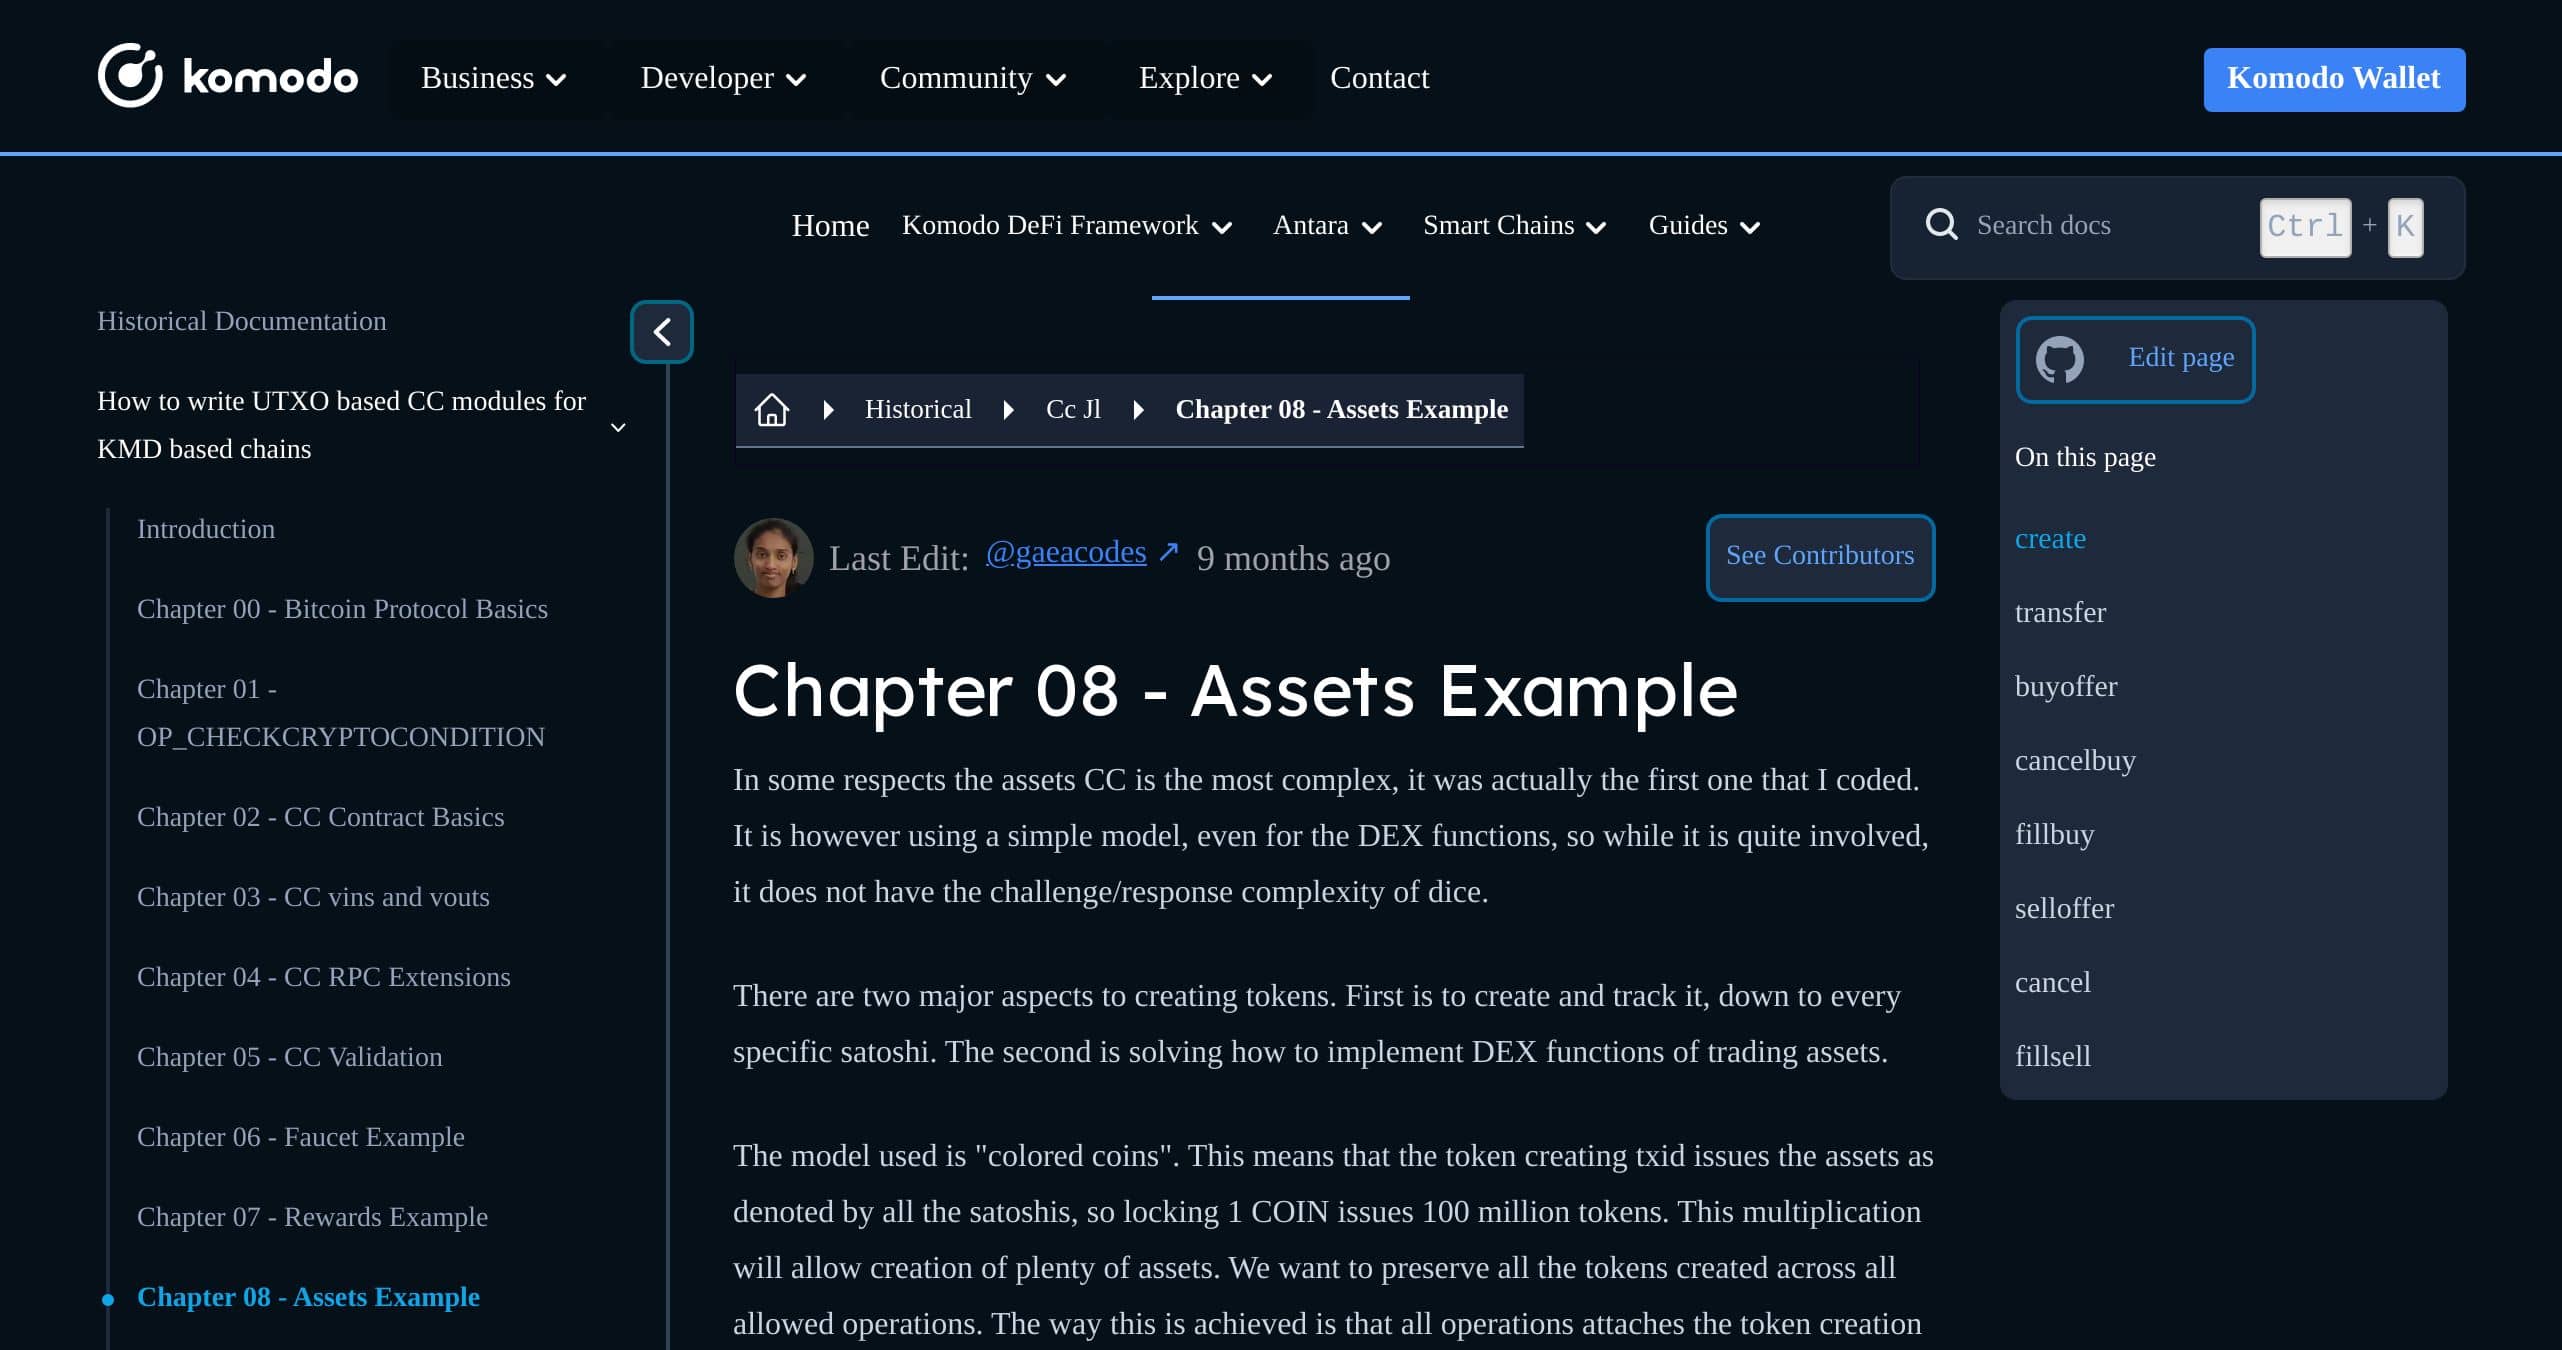 komodo
Business
Developer
Community
Explore
Contact
Komodo Wallet
Home
Komodo DeFi Framework
Antara
Smart Chains
Guides
Search docs
Ctrl + K
Historical Documentation
How to write UTXO based CC modules for
KMD based chains
Introduction
Chapter 00 - Bitcoin Protocol Basics
Chapter 01 -
OP_CHECKCRYPTOCONDITION
Chapter 02 - CC Contract Basics
Chapter 03 - CC vins and vouts
Chapter 04 - CC RPC Extensions
Chapter 05 - CC Validation
Chapter 06 - Faucet Example
Chapter 07 - Rewards Example
Chapter 08 - Assets Example
Historical
Cc Jl
Chapter 08 - Assets Example
Last Edit: @gaeacodes ↗ 9 months ago
See Contributors
Chapter 08 - Assets Example
In some respects the assets CC is the most complex, it was actually the first one that I coded.
It is however using a simple model, even for the DEX functions, so while it is quite involved,
it does not have the challenge/response complexity of dice.
There are two major aspects to creating tokens. First is to create and track it, down to every
specific satoshi. The second is solving how to implement DEX functions of trading assets.
The model used is "colored coins". This means that the token creating txid issues the assets as
denoted by all the satoshis, so locking 1 COIN issues 100 million tokens. This multiplication
will allow creation of plenty of assets. We want to preserve all the tokens created across all
allowed operations. The way this is achieved is that all operations attaches the token creation
Edit page
On this page
create
transfer
buyoffer
cancelbuy
fillbuy
selloffer
cancel
fillsell